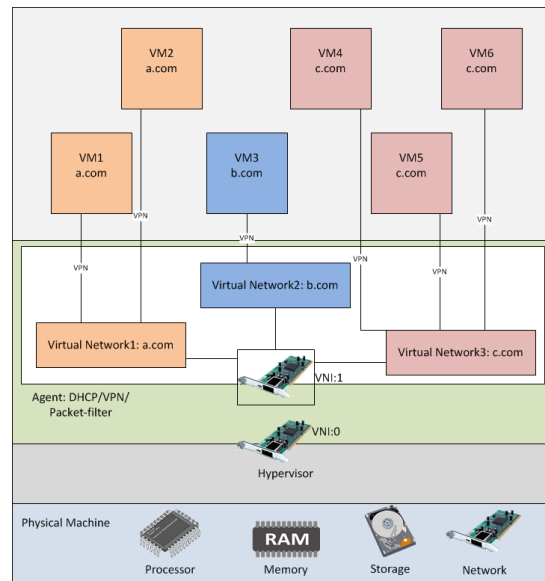 VM2
a.com
VM4
c.com
VM6
c.com
VM1
a.com
VM3
b.com
VM5
c.com
VPN
VPN
VPN
VPN
VPN
VPN
Virtual Network2: b.com
Virtual Network1: a.com
Virtual Network3: c.com
VNI:1
Agent: DHCP/VPN/
Packet-filter
VNI:0
Hypervisor
Physical Machine
RAM
Processor
Memory
Storage
Network